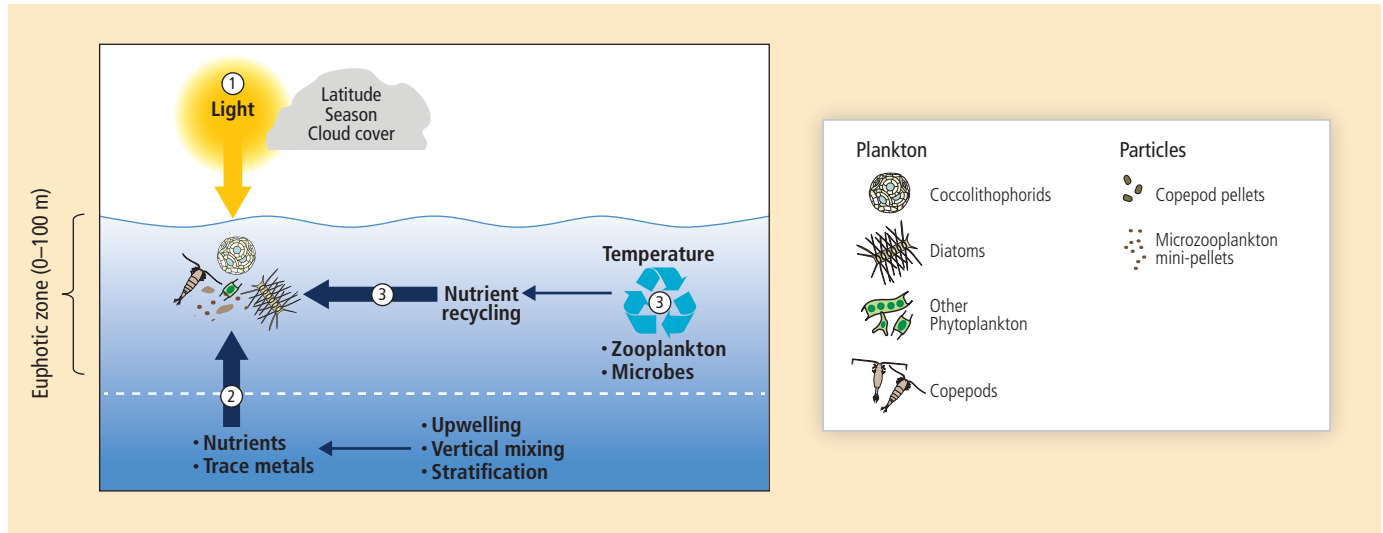 1
Light
Latitude
Season
Cloud cover
Euphotic zone (0–100 m)
Temperature
3
Nutrient
recycling
3
• Zooplankton
• Microbes
2
• Nutrients
• Trace metals
• Upwelling
• Vertical mixing
• Stratification
Plankton
Coccolithophorids
Diatoms
Other
Phytoplankton
Copepods
Particles
Copepod pellets
Microzooplankton
mini-pellets